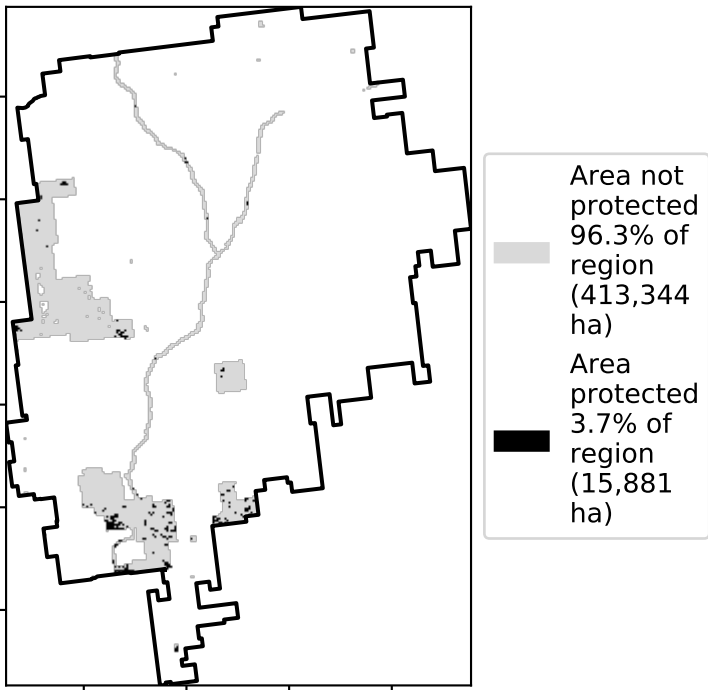 Area not
protected
96.3% of
region
(413,344
ha)
Area
protected
3.7% of
region
(15,881
ha)